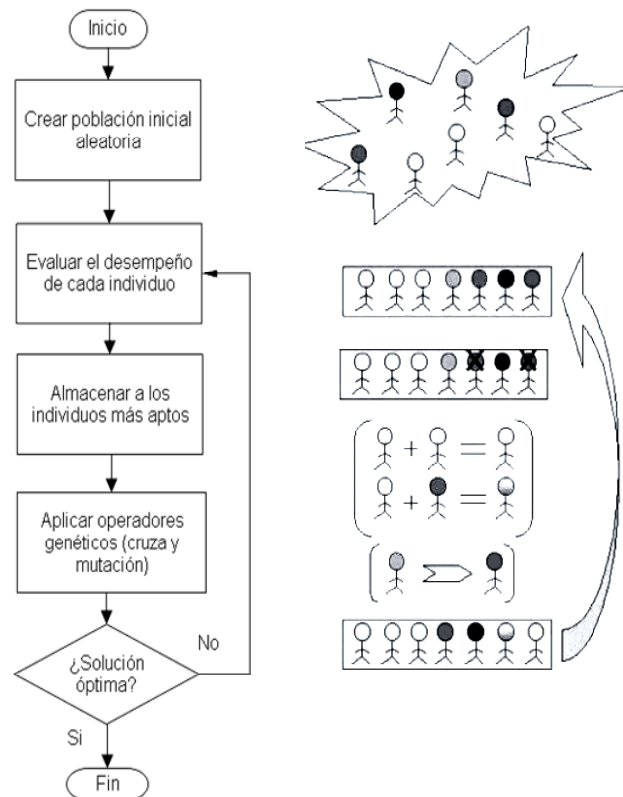 Inicio
Crear población inicial
aleatoria
Evaluar el desempeño
de cada individuo
Almacenar a los
individuos más aptos
Aplicar operadores
genéticos (cruza y
mutación)
¿Solución
óptima?
No
Si
Fin